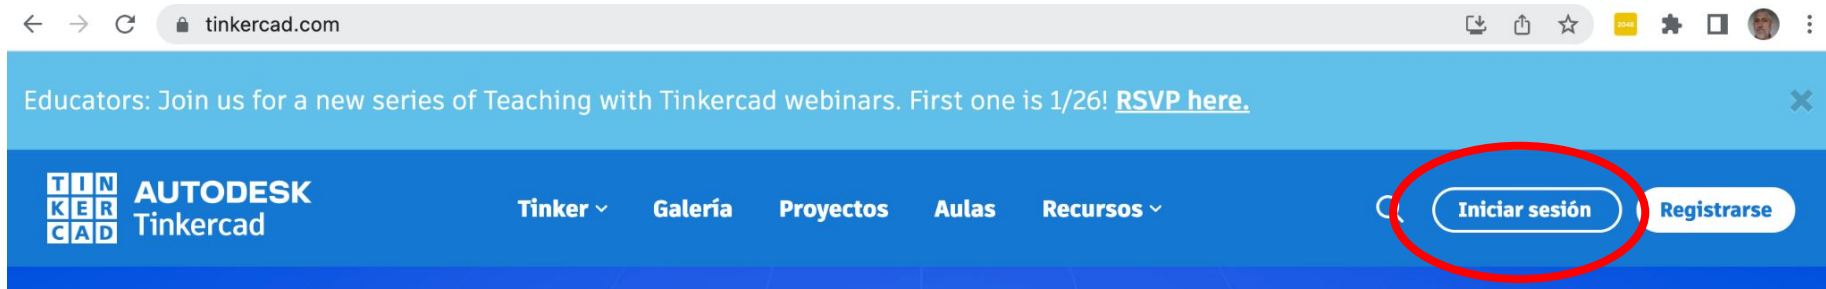 tinkercad.com
2048
Educators: Join us for a new series of Teaching with Tinkercad webinars. First one is 1/26! RSVP here.
TIN
KER
CAD
AUTODESK
Tinkercad
Tinker
Galería
Proyectos
Aulas
Recursos
Iniciar sesión
Registrarse